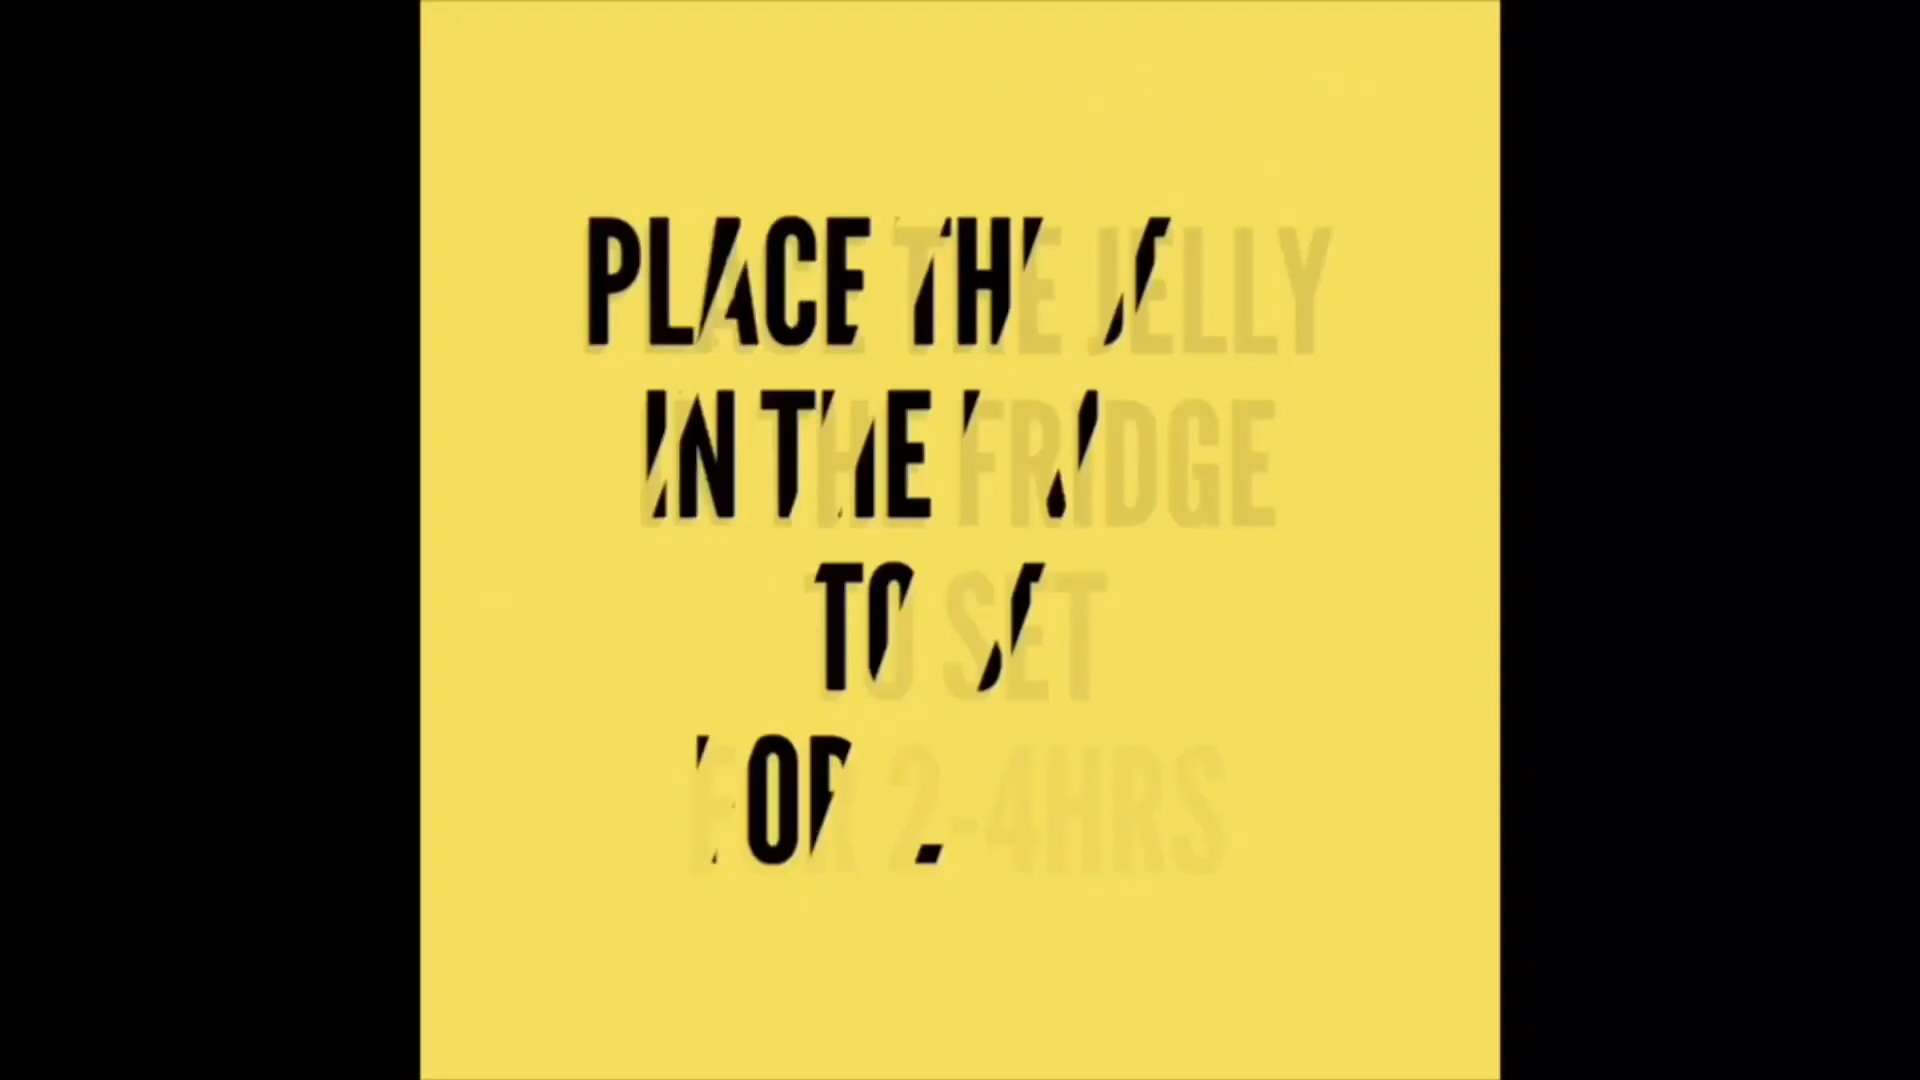 PLACE THE JELLY
IN THE FRIDGE
TO SET
FOR 2-4HRS